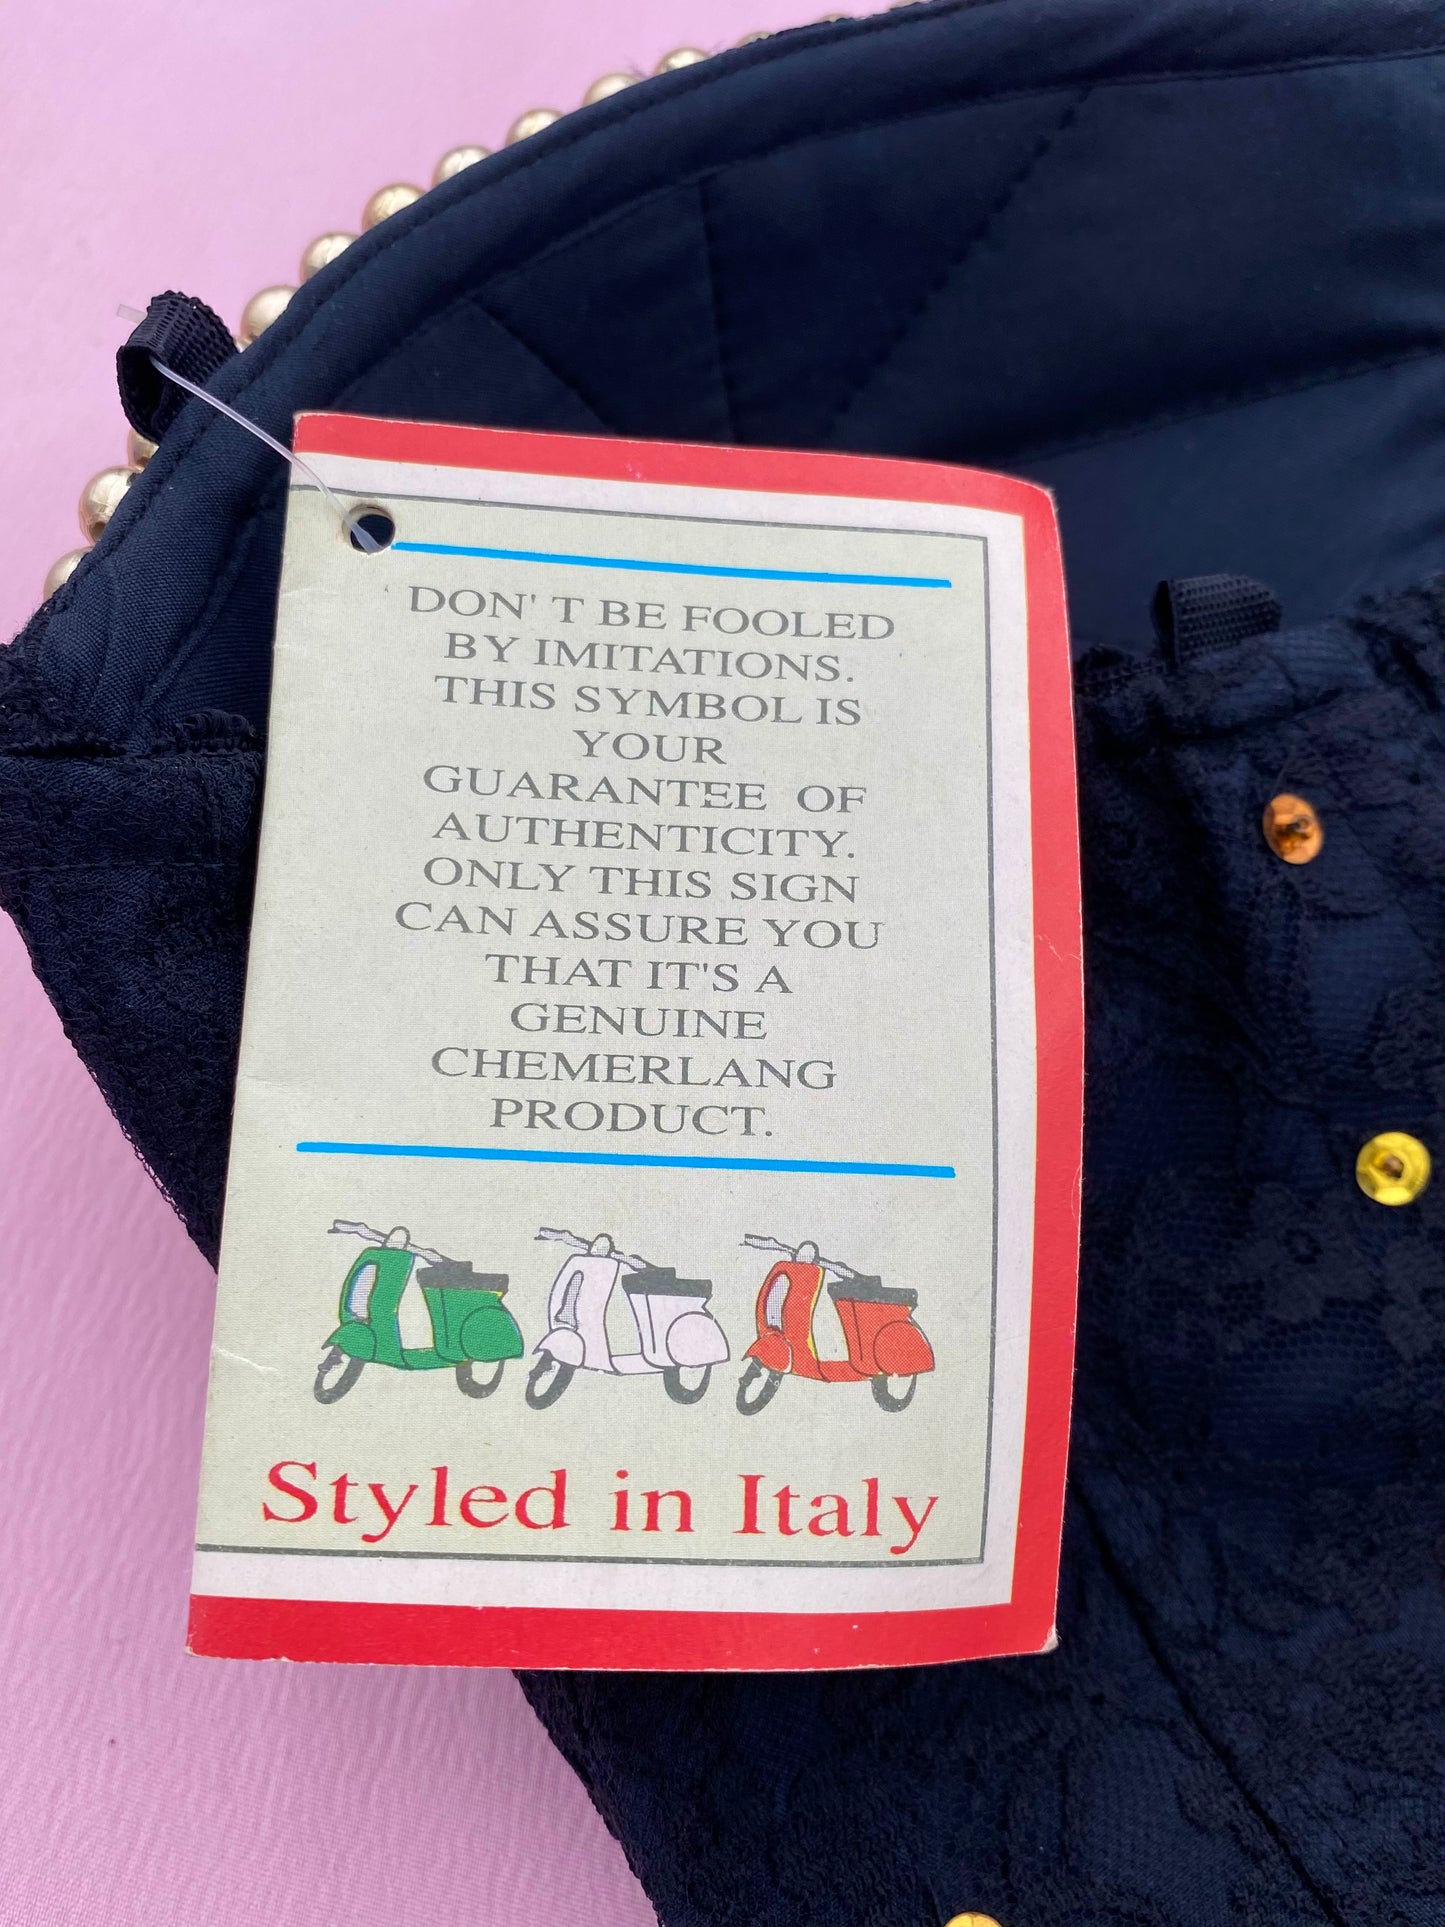 DON' T BE FOOLED
BY IMITATIONS.
THIS SYMBOL IS
YOUR
GUARANTEE OF
AUTHENTICITY.
ONLY THIS SIGN
CAN ASSURE YOU
THAT IT'S A
GENUINE
CHEMERLANG
PRODUCT.
Styled in Italy